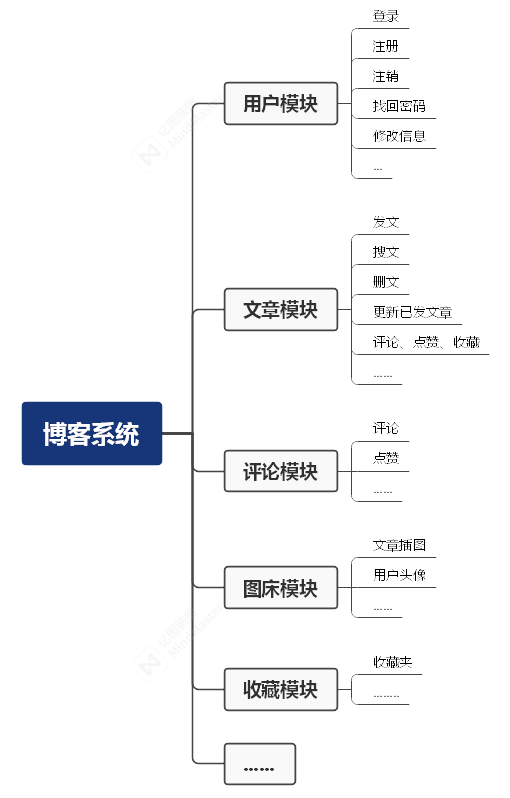 登录
注册
注销
找回密码
修改信息
...
用户模块
发文
搜文
删文
更新已发文章
评论、点赞、收藏
......
文章模块
博客系统
评论
点赞
......
评论模块
文章插图
用户头像
......
图床模块
收藏夹
........
收藏模块
......